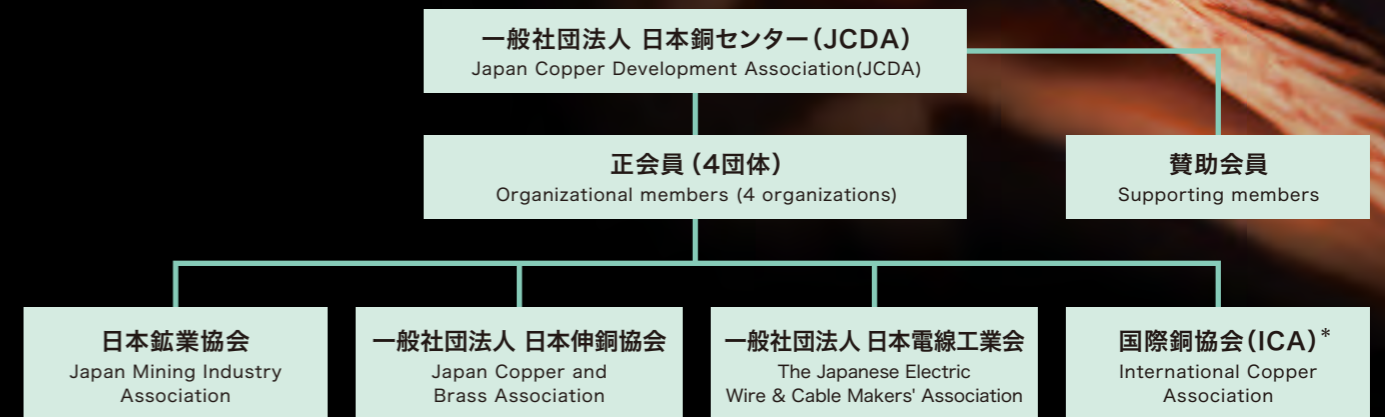 一般社団法人 日本銅センター(JCDA)
Japan Copper Development Association(JCDA)
正会員(4団体)
Organizational members (4 organizations)
賛助会員
Supporting members
日本鉱業協会
Japan Mining Industry
Association
一般社団法人 日本伸銅協会
Japan Copper and
Brass Association
一般社団法人 日本電線工業会
The Japanese Electric
Wire & Cable Makers' Association
国際銅協会(ICA)*
International Copper
Association